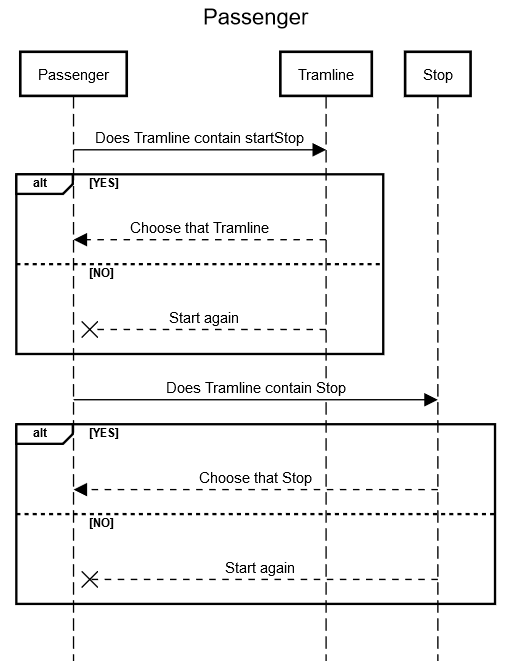 Passenger
Passenger Tramline Stop
Does Tramline contain startStop
alt [YES]
Choose that Tramline
[NO]
Start again
Does Tramline contain Stop
alt [YES]
Choose that Stop
[NO]
Start again